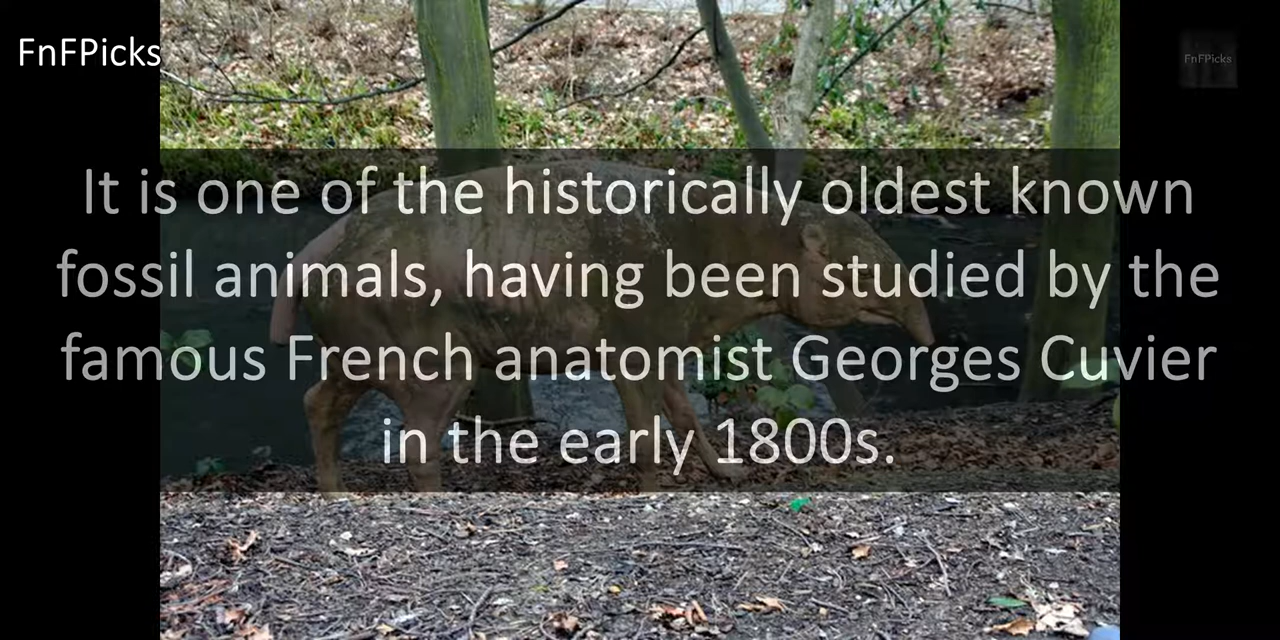 FnFPicks
FnFPicks
It is one of the historically oldest known
fossil animals, having been studied by the
famous French anatomist Georges Cuvier
in the early 1800s.